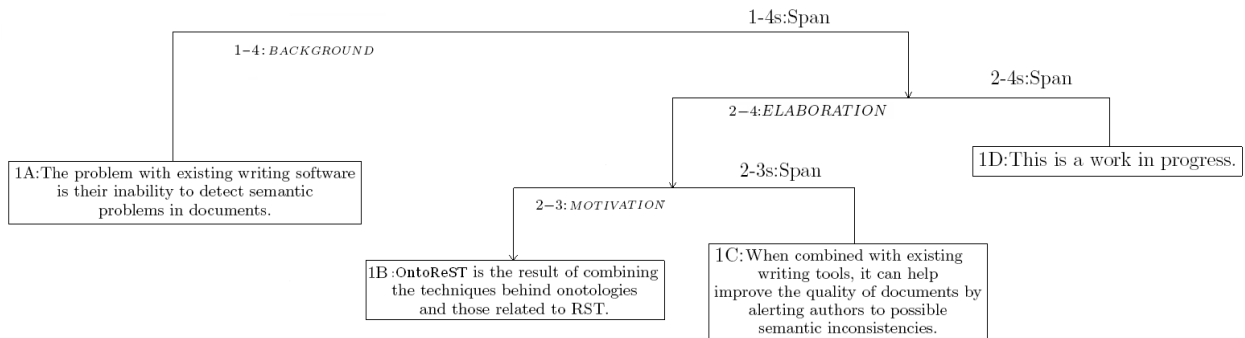 1-4s:Span
1−4:BACKGROUND
2-4s:Span
2−4:ELABORATION
1A:The problem with existing writing software
is their inability to detect semantic
problems in documents.
1D:This is a work in progress.
2-3s:Span
2−3:MOTIVATION
1B:OntoReST is the result of combining
the techniques behind onotologies
and those related to RST.
1C:When combined with existing
writing tools, it can help
improve the quality of documents by
alerting authors to possible
semantic inconsistencies.